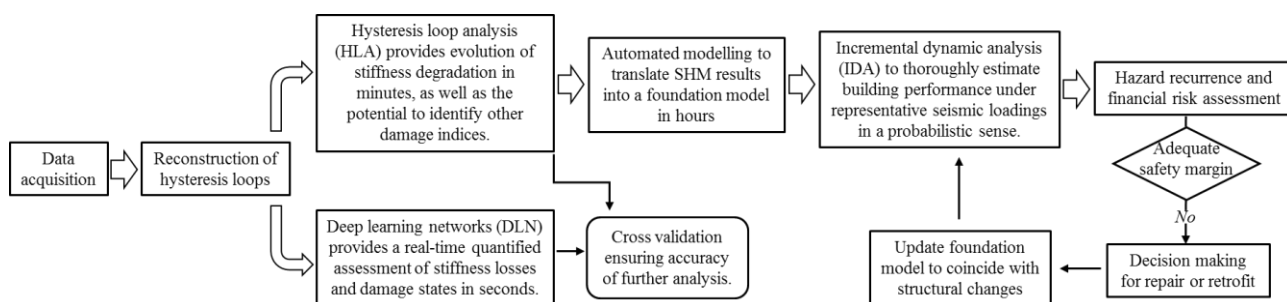 Data
acquisition
Reconstruction of
hysteresis loops
Hysteresis loop analysis
(HLA) provides evolution of
stiffness degradation in
minutes, as well as the
potential to identify other
damage indices.
Deep learning networks (DLN)
provides a real-time quantified
assessment of stiffness losses
and damage states in seconds.
Automated modelling to
translate SHM results
into a foundation model
in hours
Cross validation
ensuring accuracy
of further analysis.
Incremental dynamic analysis
(IDA) to thoroughly estimate
building performance under
representative seismic loadings
in a probabilistic sense.
Hazard recurrence and
financial risk assessment
Adequate
safety margin
No
Decision making
for repair or retrofit
Update foundation
model to coincide with
structural changes